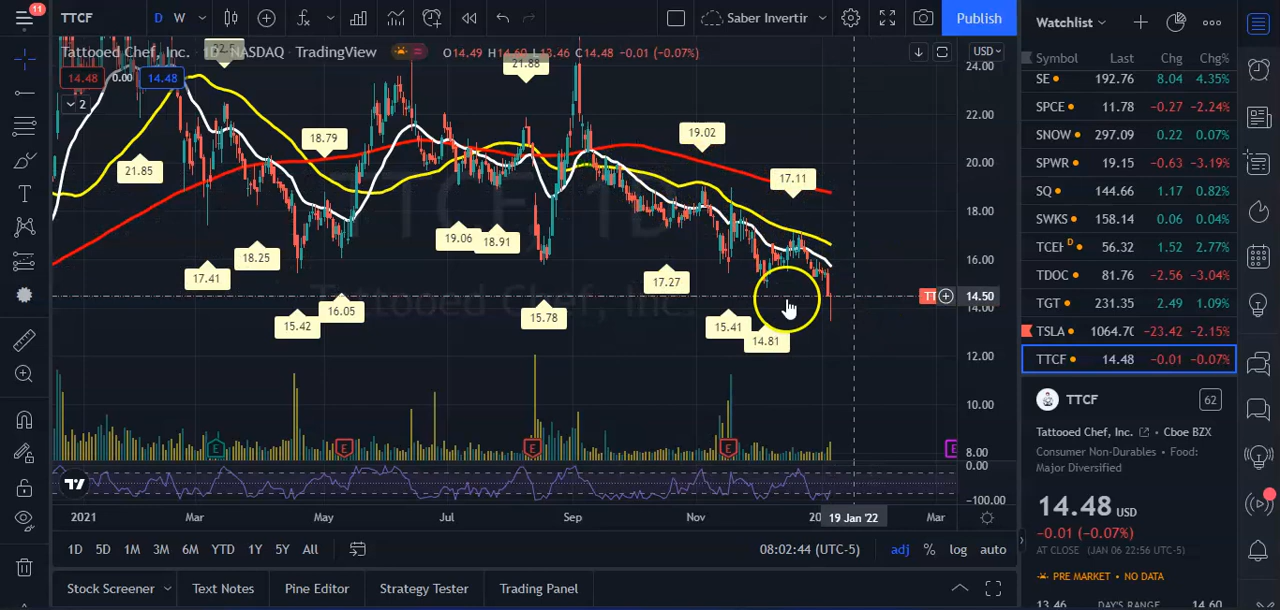 11
TTCF
D W
Saber Invertir
Publish
Watchlist
Tattooed Chef, Inc.
1D
NASDAQ TradingView
O14.49 H14.60 L13.46 C14.48 -0.01 (-0.07%)
USD
14.48 0.00 14.48
2
Symbol Last Chg Chg%
SE 192.76 8.04 4.35%
SPCE 11.78 -0.27 -2.24%
SNOW 297.09 0.22 0.07%
SPWR 19.15 -0.63 -3.19%
SQ 144.66 1.17 0.82%
SWKS 158.14 0.06 0.04%
TCEH D 56.32 1.52 2.77%
TDOC 81.76 -2.56 -3.04%
TGT 231.35 2.49 1.09%
TSLA 1064.70 -23.42 -2.15%
TTCF 14.48 -0.01 -0.07%
24.00
22.00
20.00
18.00
16.00
14.50
14.00
12.00
10.00
8.00
0.00
-100.00
21.88
18.79
19.02
21.85
17.11
19.06
18.91
18.25
17.41
17.27
16.05
15.42
15.78
15.41
14.81
TTCF, 1D
Tattooed Chef, Inc.
E E E E E
2021 Mar May Jul Sep Nov 19 Jan '22 Mar
1D 5D 1M 3M 6M YTD 1Y 5Y All
08:02:44 (UTC-5) adj % log auto
Stock Screener Text Notes Pine Editor Strategy Tester Trading Panel
TTCF 62
Tattooed Chef, Inc. • Cboe BZX
Consumer Non-Durables • Food:
Major Diversified
14.48 USD
-0.01 (-0.07%)
AT CLOSE (JAN 06 22:56 UTC-5)
PRE MARKET • NO DATA
13.46 DAY'S RANGE 14.60